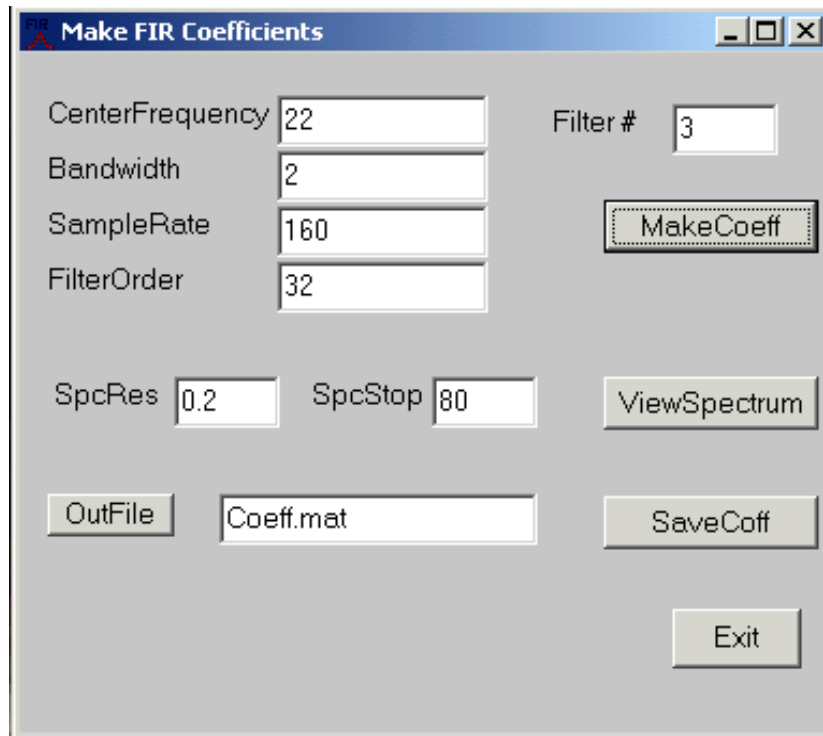 FIR Make FIR Coefficients
CenterFrequency 22 Filter # 3
Bandwidth 2
SampleRate 160 MakeCoeff
FilterOrder 32
SpcRes 0.2 SpcStop 80 ViewSpectrum
OutFile Coeff.mat SaveCoff
Exit